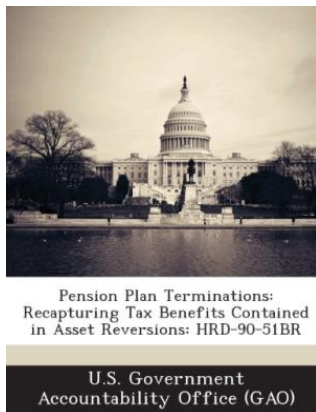 Pension Plan Terminations:
Recapturing Tax Benefits Contained
in Asset Reversions: HRD-90-51BR
U.S. Government
Accountability Office (GAO)